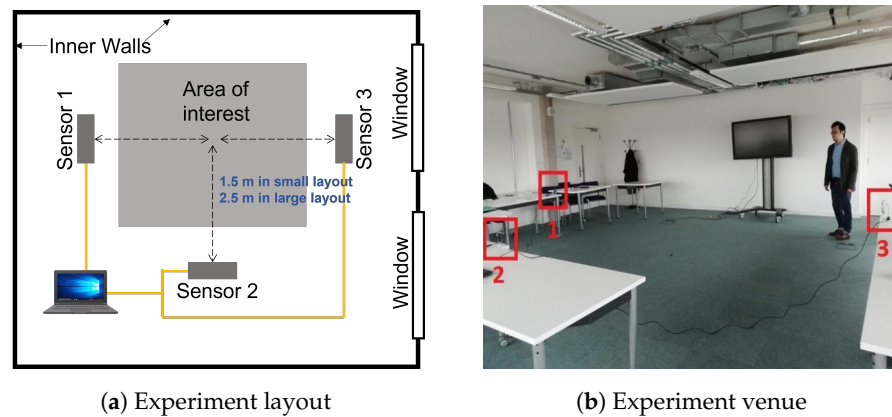 Inner Walls
Sensor 1
Area of
interest
Sensor 3
Window
1.5 m in small layout
2.5 m in large layout
Sensor 2
Window
(a) Experiment layout
1
2
3
(b) Experiment venue